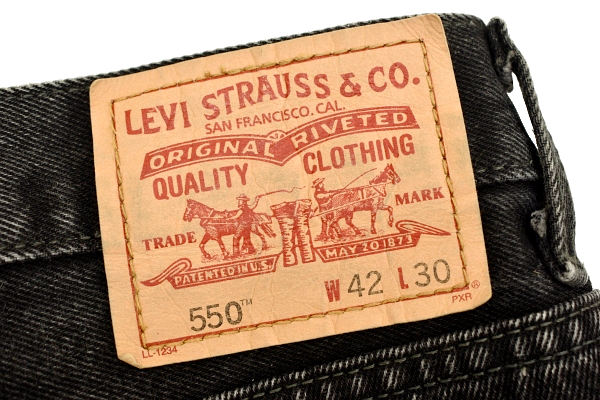 LEVI STRAUSS & CO.
SAN FRANCISCO. CAL.
ORIGINAL RIVETED
QUALITY CLOTHING
TRADE MARK
PATENTED IN U.S. MAY 20 1873
550™ W 42 L 30
LL-1234 PXR®